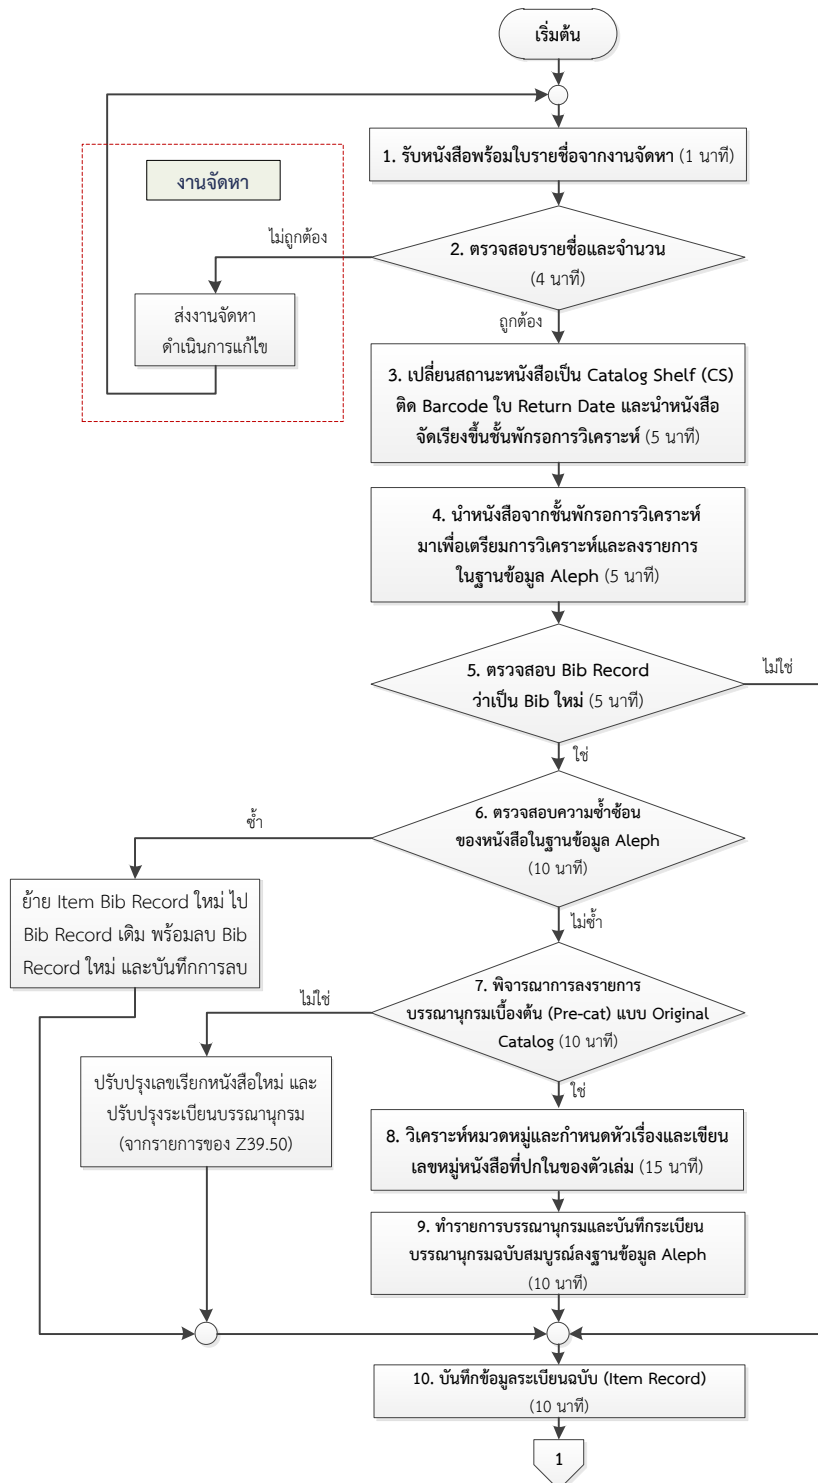 เริ่มต้น
1. รับหนังสือพร้อมใบรายชื่อจากงานจัดหา (1 นาที)
งานจัดหา
ไม่ถูกต้อง
2. ตรวจสอบรายชื่อและจำนวน
(4 นาที)
ส่งงานจัดหา
ดำเนินการแก้ไข
ถูกต้อง
3. เปลี่ยนสถานะหนังสือเป็น Catalog Shelf (CS)
ติด Barcode ใบ Return Date และนำหนังสือ
จัดเรียงขึ้นชั้นพักรอการวิเคราะห์ (5 นาที)
4. นำหนังสือจากชั้นพักรอการวิเคราะห์
มาเพื่อเตรียมการวิเคราะห์และลงรายการ
ในฐานข้อมูล Aleph (5 นาที)
5. ตรวจสอบ Bib Record
ว่าเป็น Bib ใหม่ (5 นาที)
ไม่ใช่
ใช่
6. ตรวจสอบความซ้ำซ้อน
ของหนังสือในฐานข้อมูล Aleph
(10 นาที)
ซ้ำ
ย้าย Item Bib Record ใหม่ ไป
Bib Record เดิม พร้อมลบ Bib
Record ใหม่ และบันทึกการลบ
ไม่ซ้ำ
7. พิจารณาการลงรายการ
บรรณานุกรมเบื้องต้น (Pre-cat) แบบ Original
Catalog (10 นาที)
ไม่ใช่
ปรับปรุงเลขเรียกหนังสือใหม่ และ
ปรับปรุงระเบียนบรรณานุกรม
(จากรายการของ Z39.50)
ใช่
8. วิเคราะห์หมวดหมู่และกำหนดหัวเรื่องและเขียน
เลขหมู่หนังสือที่ปกในของตัวเล่ม (15 นาที)
9. ทำรายการบรรณานุกรมและบันทึกระเบียน
บรรณานุกรมฉบับสมบูรณ์ลงฐานข้อมูล Aleph
(10 นาที)
10. บันทึกข้อมูลระเบียนฉบับ (Item Record)
(10 นาที)
1